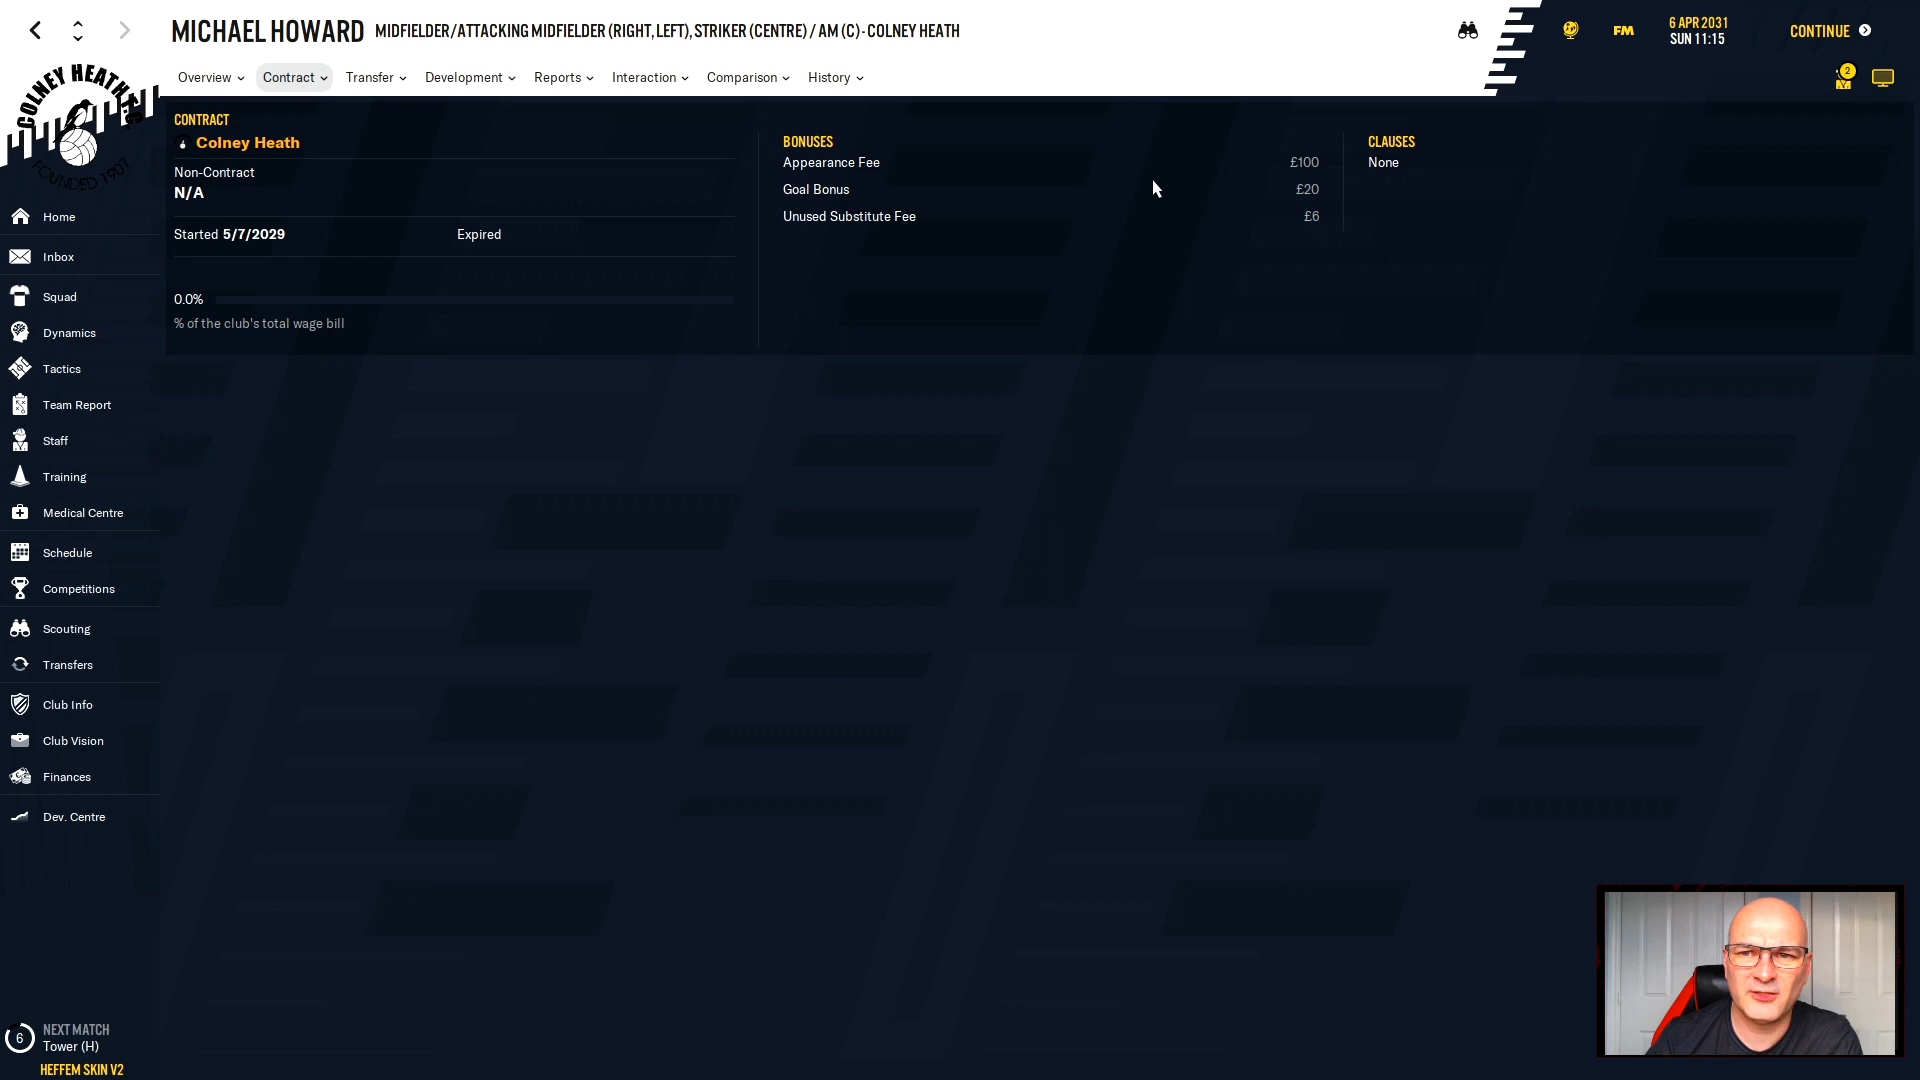 MICHAEL HOWARD MIDFIELDER/ATTACKING MIDFIELDER (RIGHT, LEFT), STRIKER (CENTRE) / AM (C) - COLNEY HEATH
FM
6 APR 2031
SUN 11:15
CONTINUE
Overview
Contract
Transfer
Development
Reports
Interaction
Comparison
History
2
COLNEY HEATH F.C.
FOUNDED 1907
Home
Inbox
Squad
Dynamics
Tactics
Team Report
Staff
Training
Medical Centre
Schedule
Competitions
Scouting
Transfers
Club Info
Club Vision
Finances
Dev. Centre
6
NEXT MATCH
Tower (H)
HEFFEM SKIN V2
CONTRACT
Colney Heath
Non-Contract
N/A
Started 5/7/2029
Expired
0.0%
% of the club's total wage bill
BONUSES
Appearance Fee £100
Goal Bonus £20
Unused Substitute Fee £6
CLAUSES
None